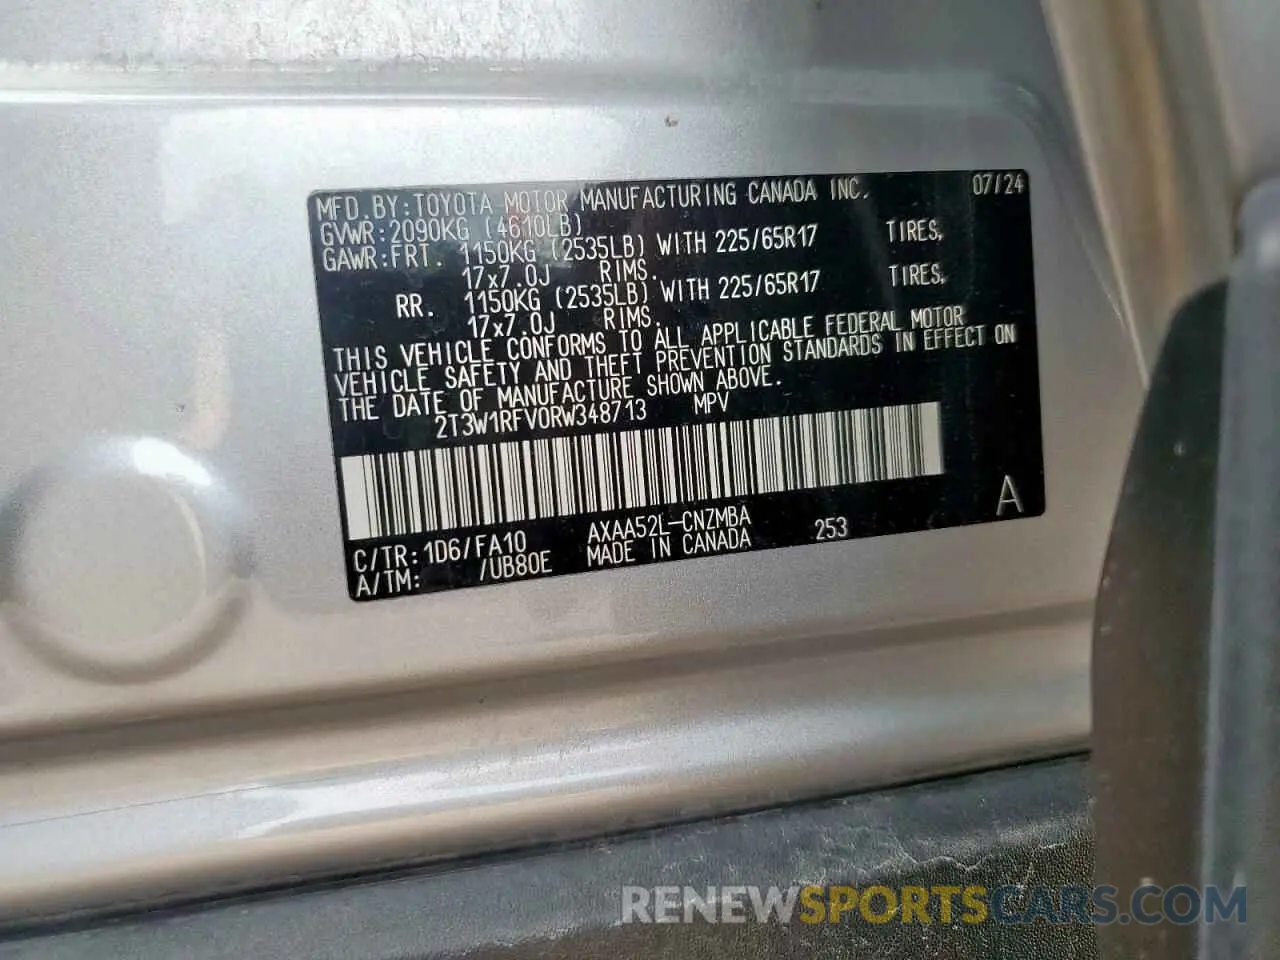 MFD.BY:TOYOTA MOTOR MANUFACTURING CANADA INC. 07/24
GVWR:2090KG (4610LB)
GAWR:FRT. 1150KG (2535LB) WITH 225/65R17 TIRES,
17x7.0J RIMS.
RR. 1150KG (2535LB) WITH 225/65R17 TIRES,
17x7.0J RIMS.
THIS VEHICLE CONFORMS TO ALL APPLICABLE FEDERAL MOTOR
VEHICLE SAFETY AND THEFT PREVENTION STANDARDS IN EFFECT ON
THE DATE OF MANUFACTURE SHOWN ABOVE.
2T3W1RFV0RW348713 MPV
A
C/TR:1D6/FA10 AXAA52L-CNZMBA 253
A/TM: /UB80E MADE IN CANADA
RENEWSPORTSCARS.COM